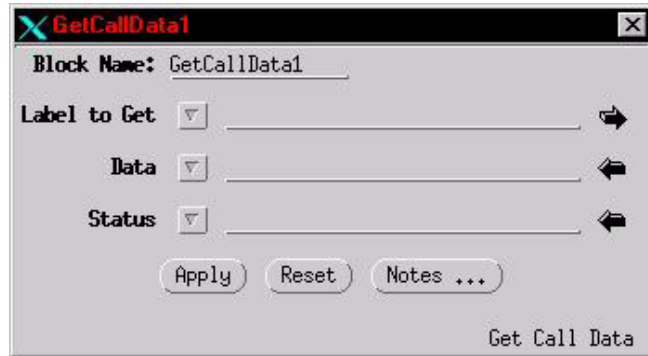 GetCallData1
Block Name: GetCallData1
Label to Get
Data
Status
Apply Reset Notes ...
Get Call Data